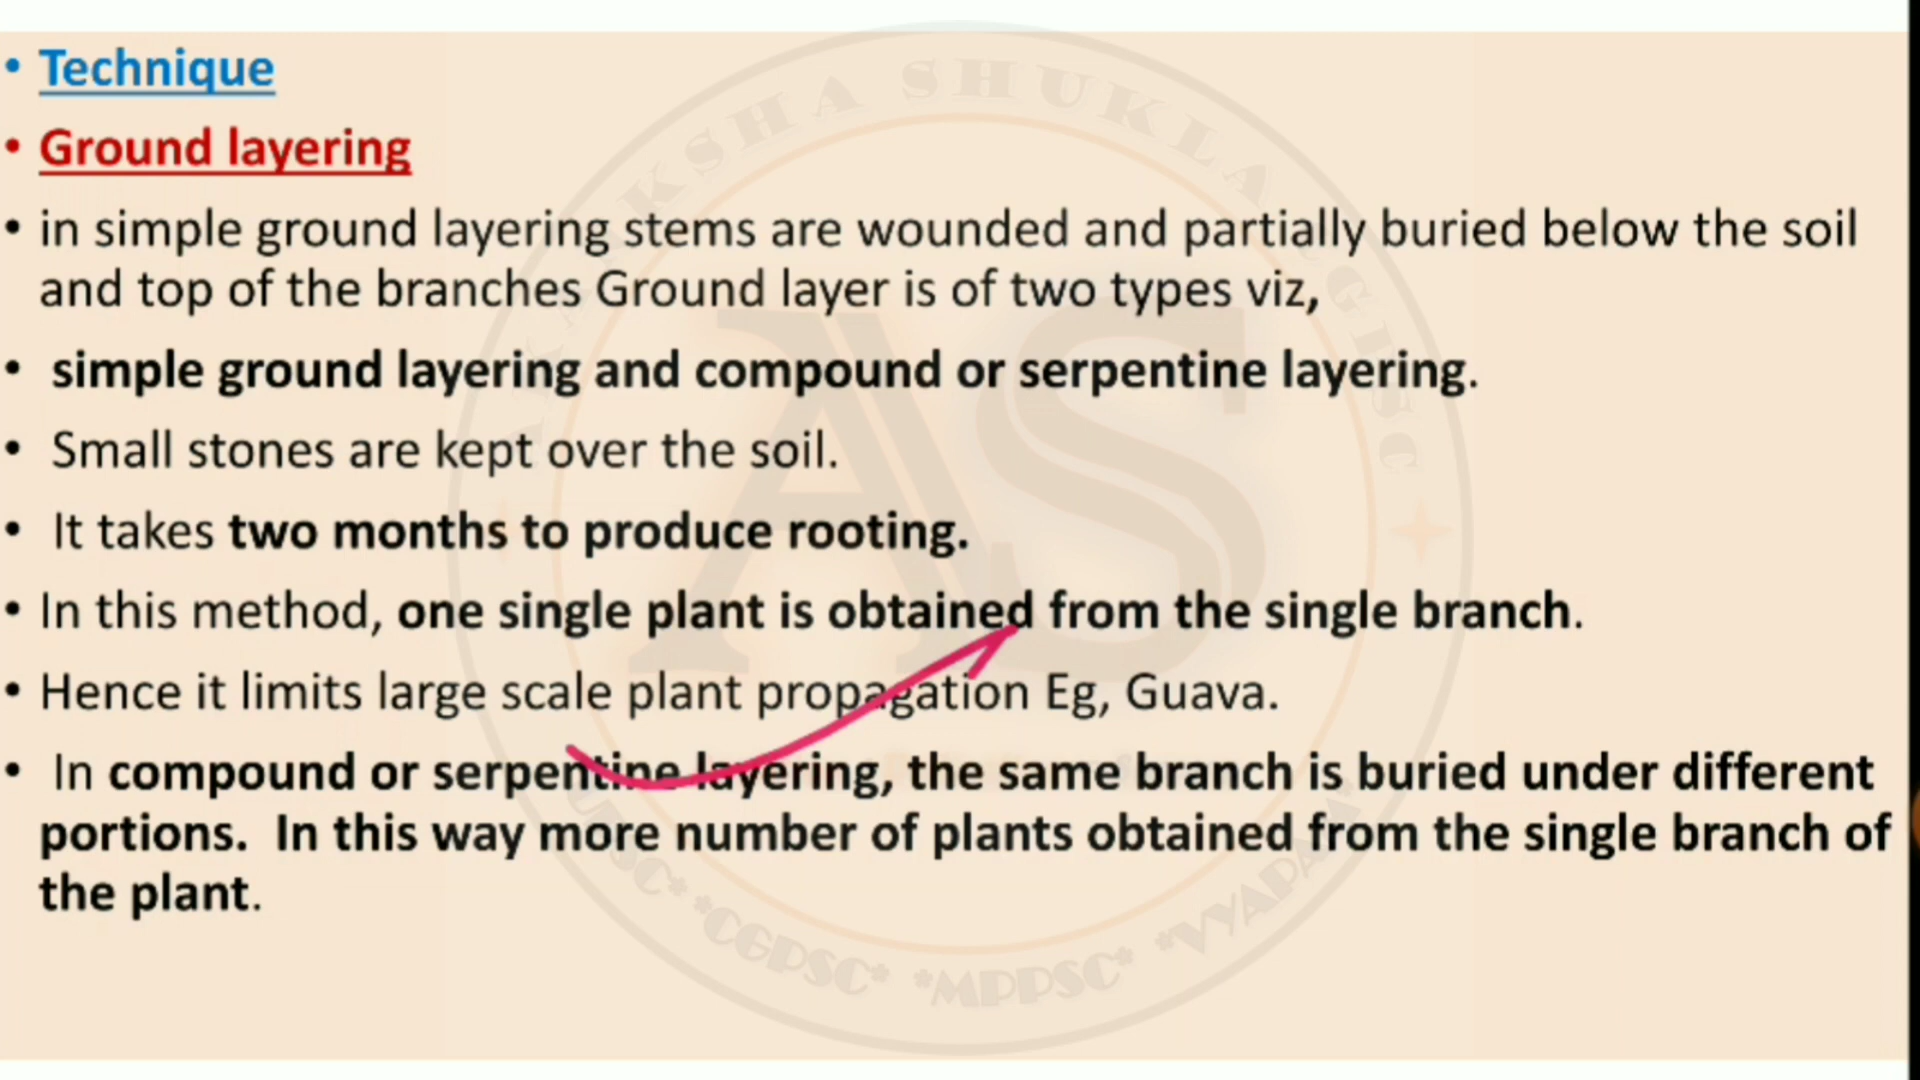 • Technique
• Ground layering
• in simple ground layering stems are wounded and partially buried below the soil
and top of the branches Ground layer is of two types viz,
• simple ground layering and compound or serpentine layering.
• Small stones are kept over the soil.
• It takes two months to produce rooting.
• In this method, one single plant is obtained from the single branch.
• Hence it limits large scale plant propagation Eg, Guava.
• In compound or serpentine layering, the same branch is buried under different
portions. In this way more number of plants obtained from the single branch of
the plant.
SHUKLA
AS
*CGPSC* *MPPSC* *VYAPAM*